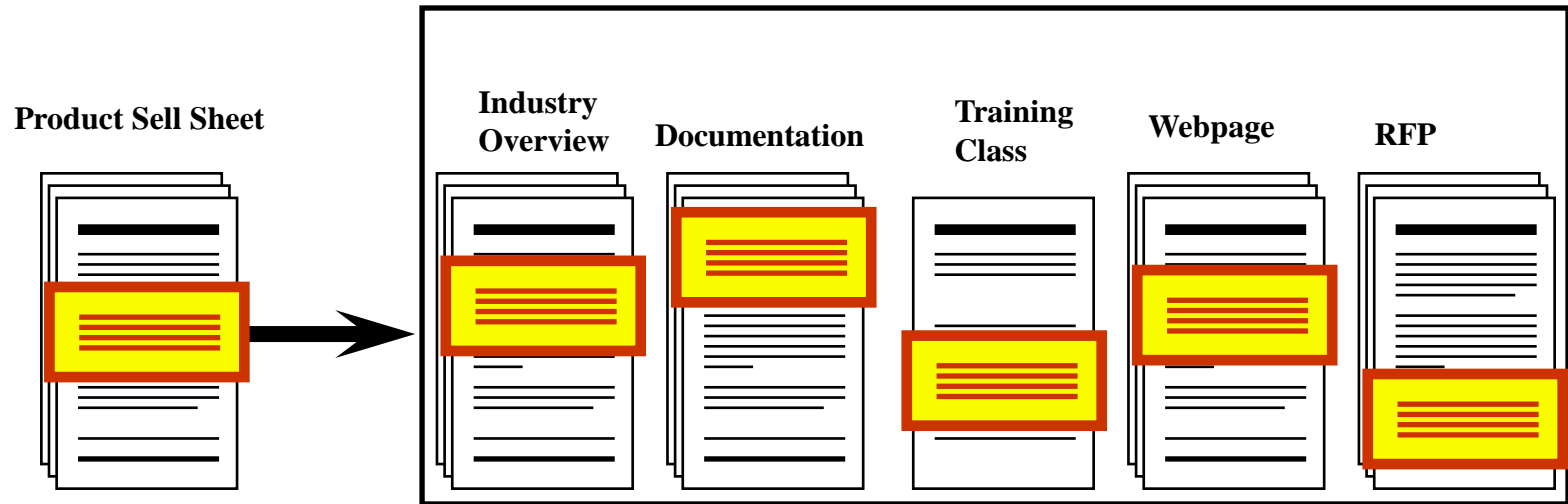 Product Sell Sheet
Industry
Overview
Documentation
Training
Class
Webpage
RFP